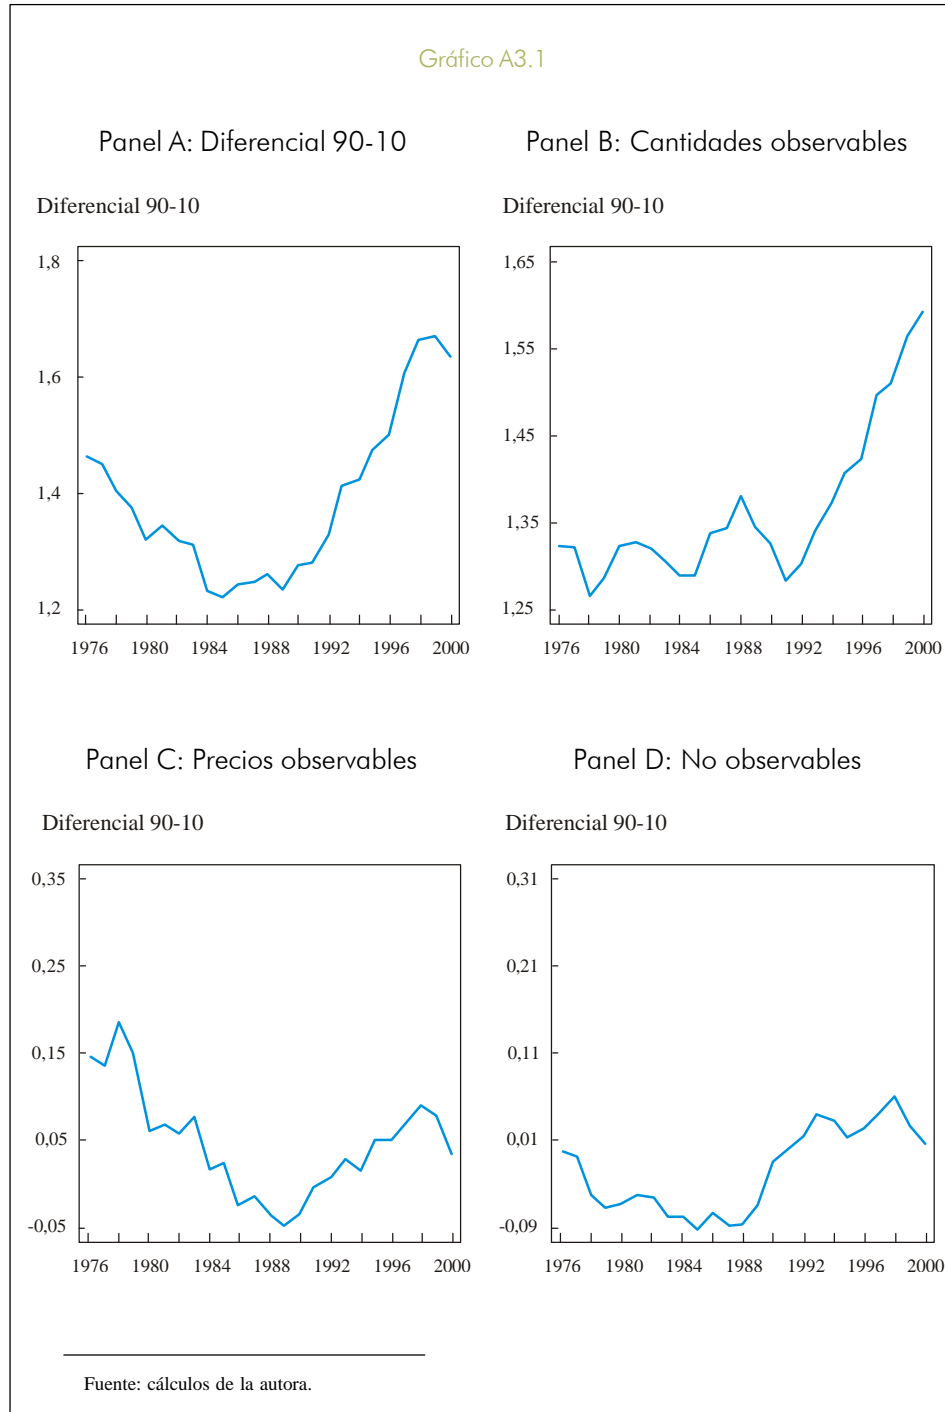 Gráfico A3.1
Panel A: Diferencial 90-10
Diferencial 90-10
1,8
1,6
1,4
1,2
1976 1980 1984 1988 1992 1996 2000
Panel B: Cantidades observables
Diferencial 90-10
1,65
1,55
1,45
1,35
1,25
1976 1980 1984 1988 1992 1996 2000
Panel C: Precios observables
Diferencial 90-10
0,35
0,25
0,15
0,05
-0,05
1976 1980 1984 1988 1992 1996 2000
Panel D: No observables
Diferencial 90-10
0,31
0,21
0,11
0,01
-0,09
1976 1980 1984 1988 1992 1996 2000
Fuente: cálculos de la autora.